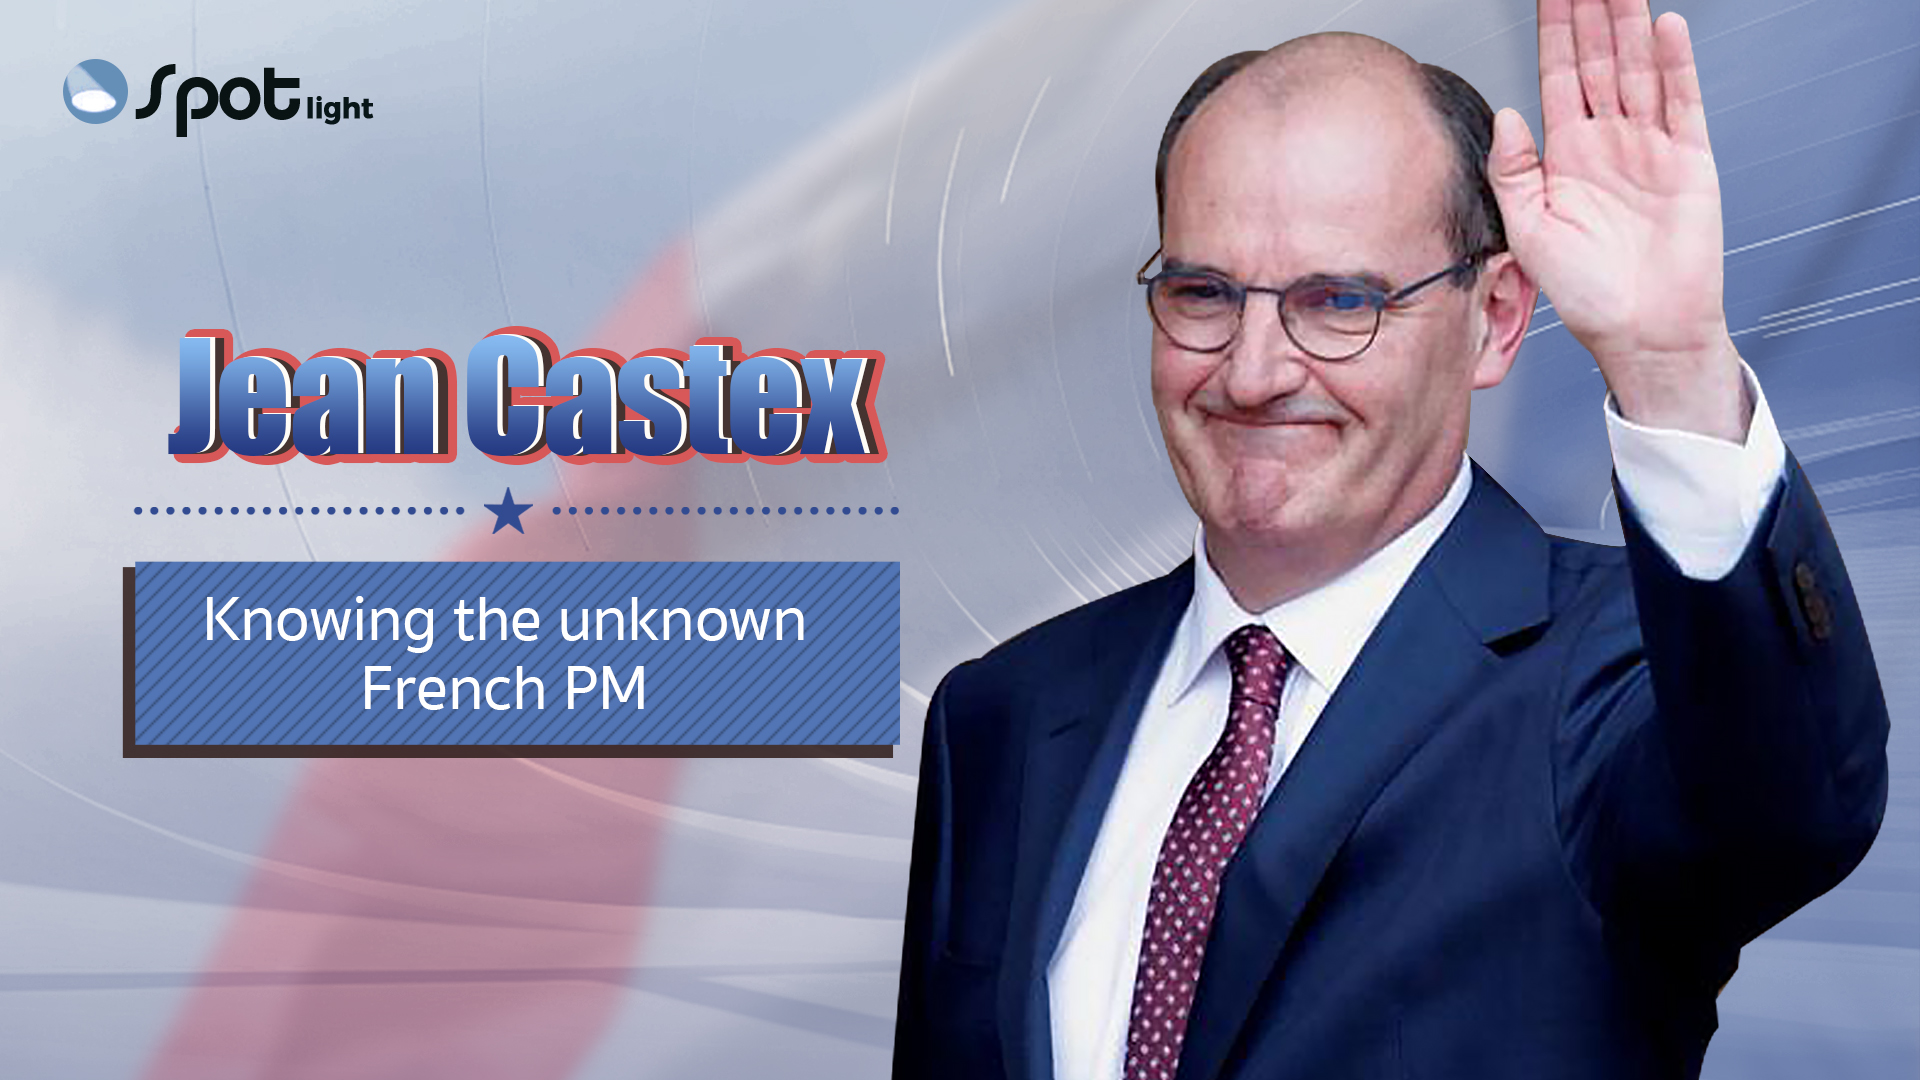 Spotlight
Jean Castex
Knowing the unknown
French PM